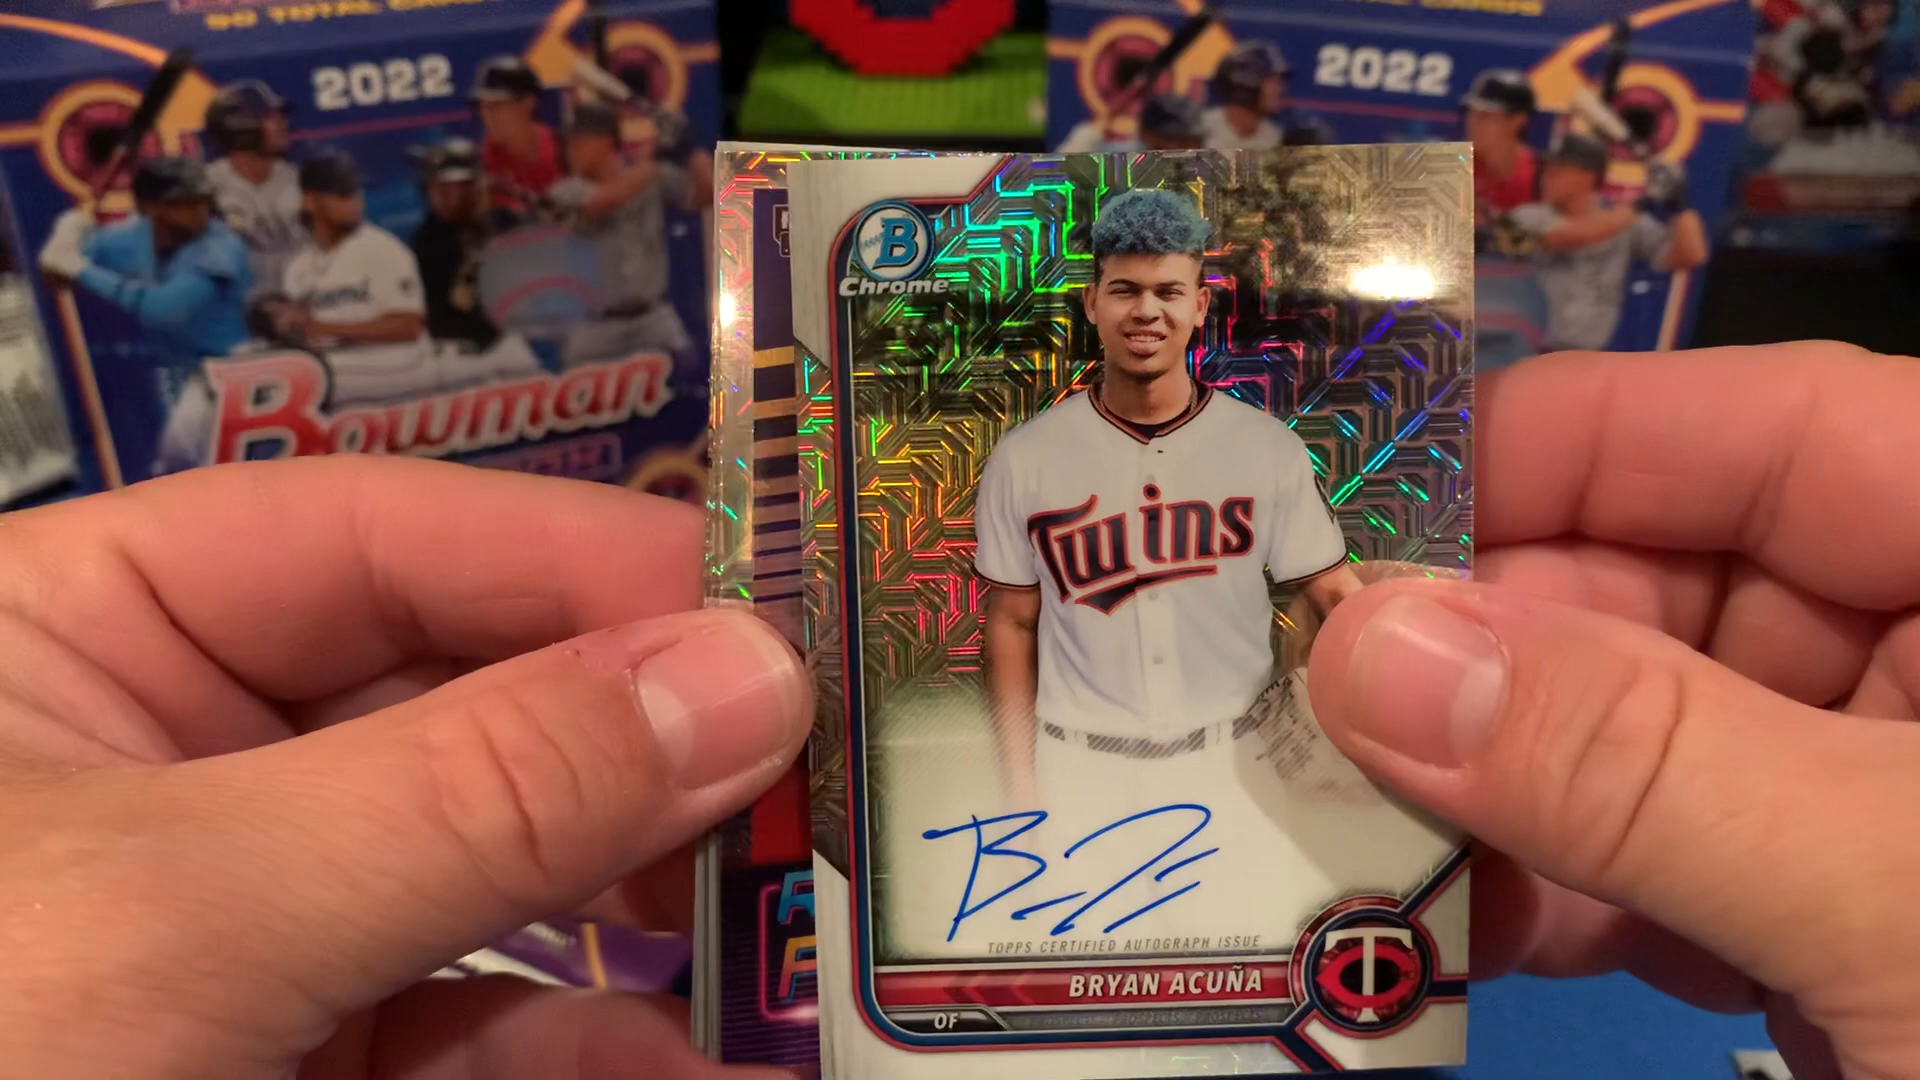 2022
2022
Bowman
B
Chrome
Twins
TOPPS CERTIFIED AUTOGRAPH ISSUE
BRYAN ACUÑA
T
C
OF